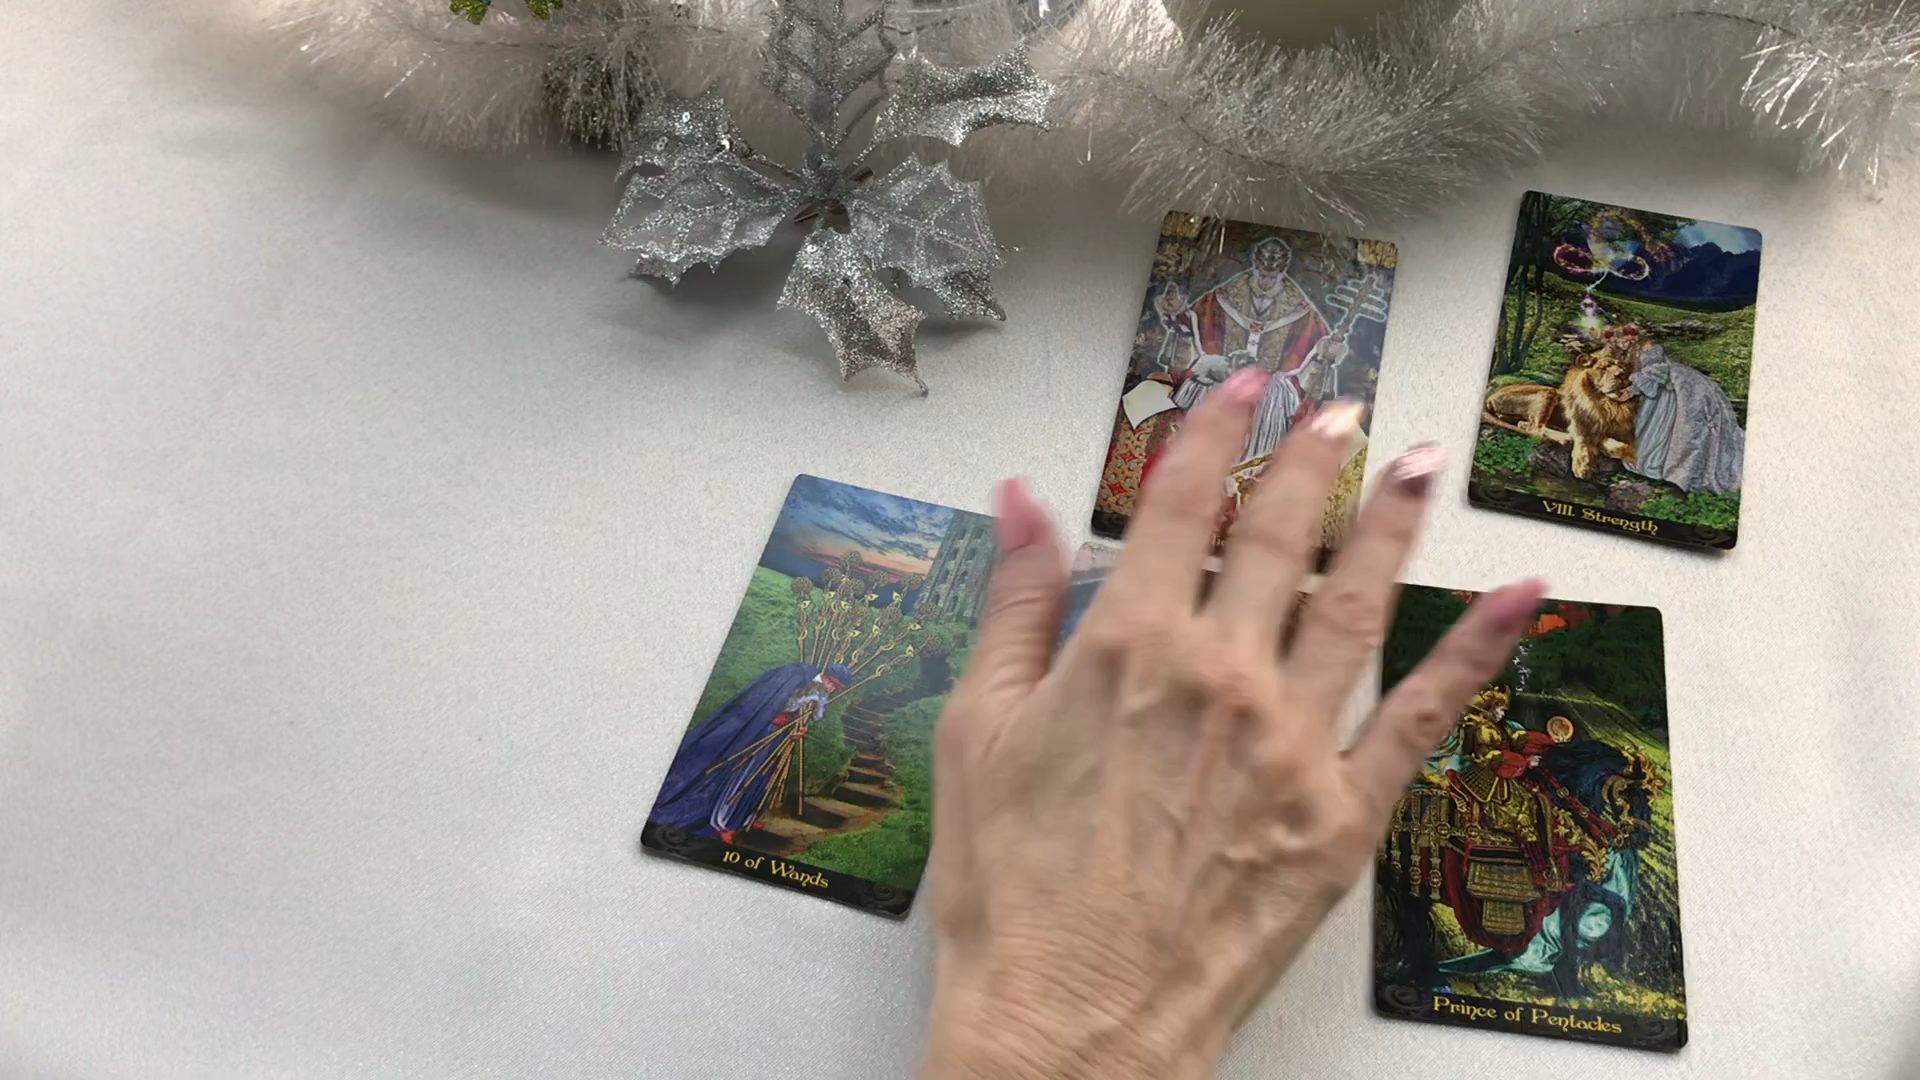 VIII. Strength
10 of Wands
Prince of Pentacles